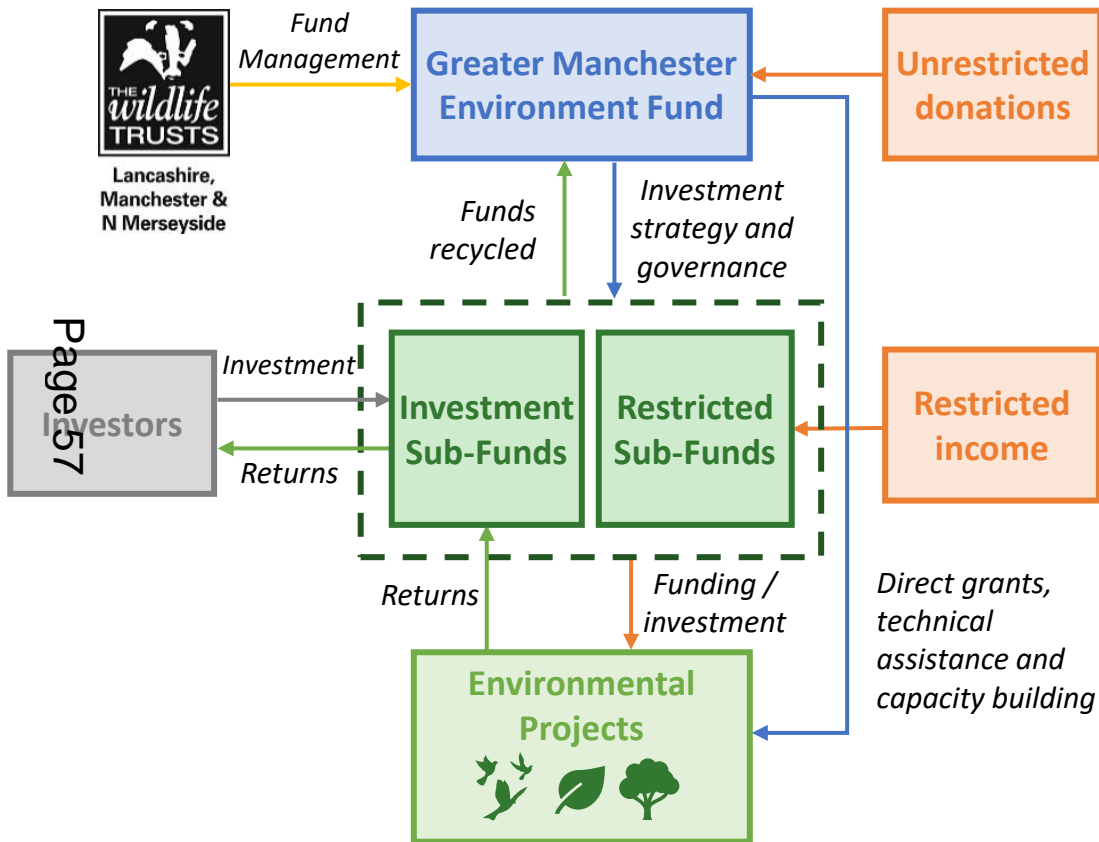 THE
wildlife
TRUSTS
Lancashire,
Manchester &
N Merseyside
Fund
Management
Greater Manchester
Environment Fund
Unrestricted
donations
Funds
recycled
Investment
strategy and
governance
Page 57
Investors
Investment
Returns
Investment
Sub-Funds
Restricted
Sub-Funds
Restricted
income
Returns
Funding /
investment
Direct grants,
technical
assistance and
capacity building
Environmental
Projects